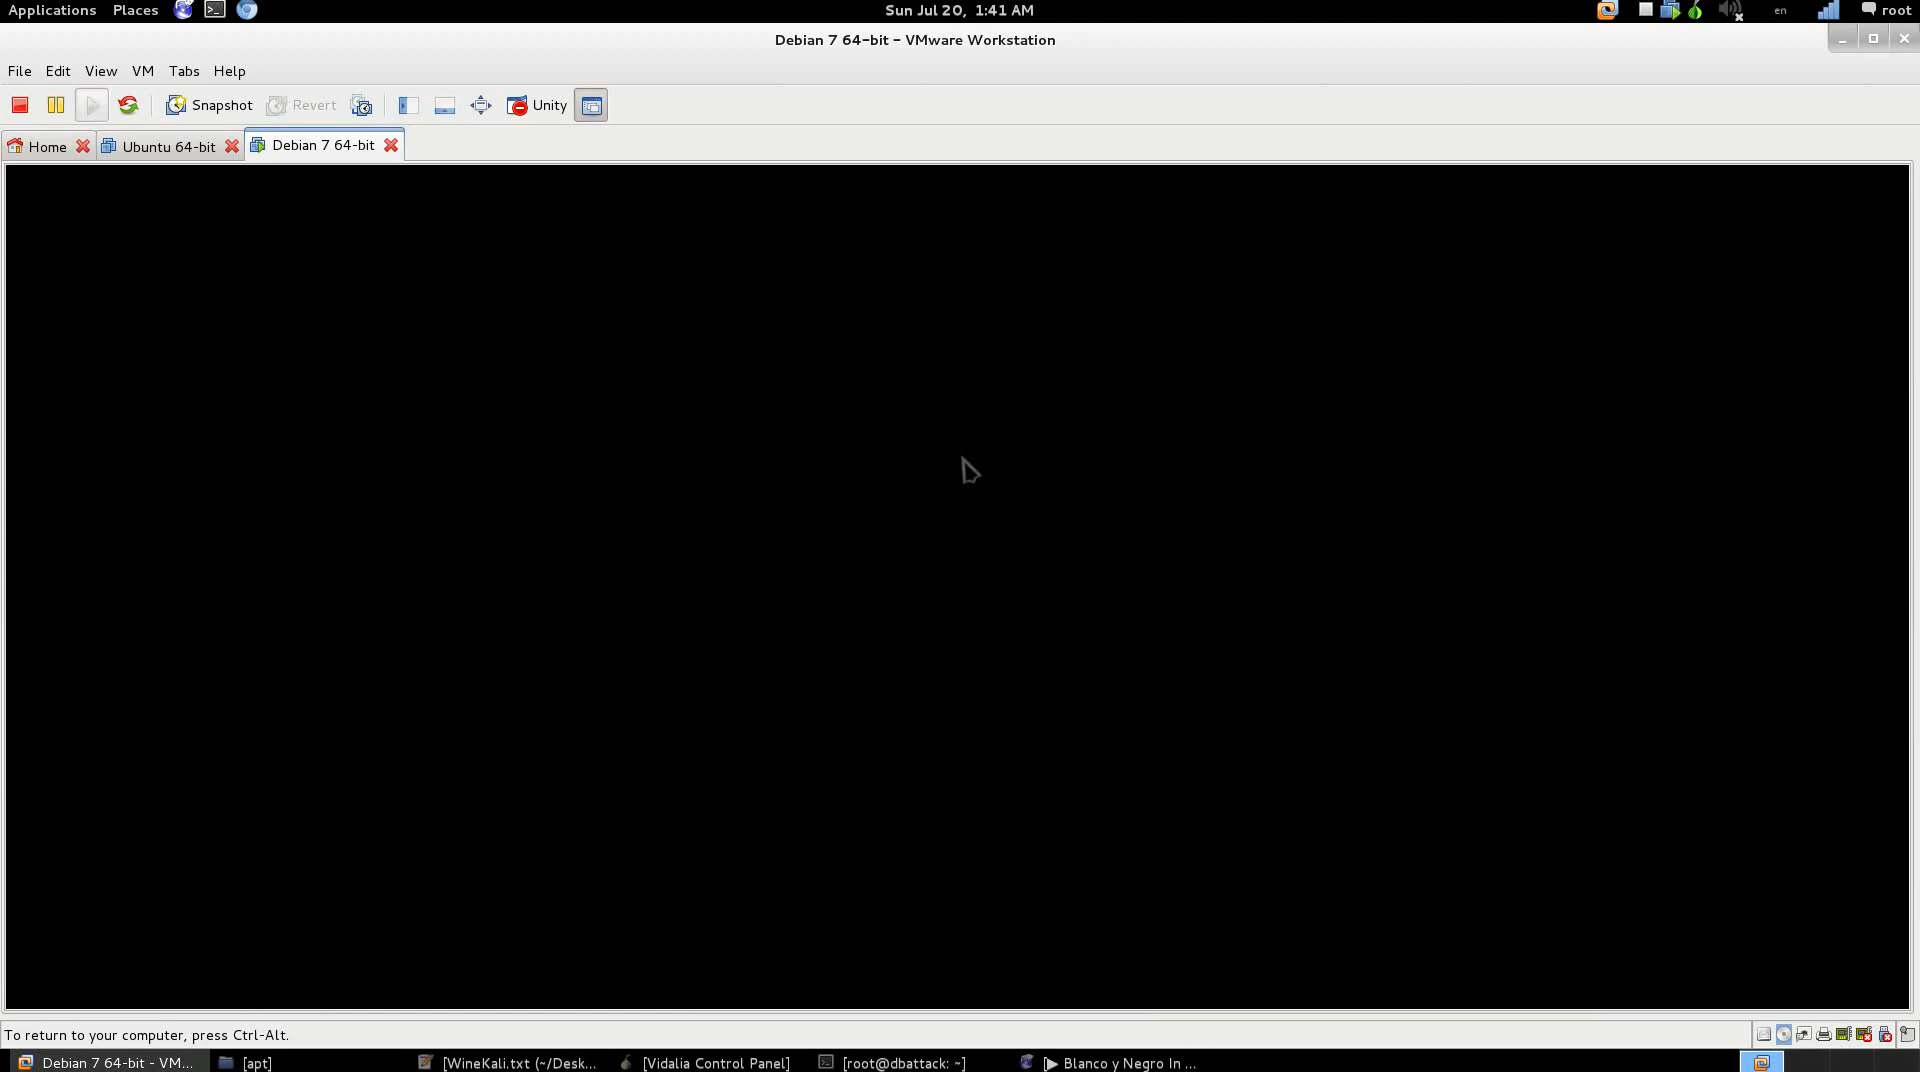 Applications Places Sun Jul 20, 1:41 AM en root
Debian 7 64-bit - VMware Workstation
File Edit View VM Tabs Help
Snapshot Revert Unity
Home Ubuntu 64-bit Debian 7 64-bit
To return to your computer, press Ctrl-Alt.
Debian 7 64-bit - VM... [apt] [WineKali.txt (~/Desk... [Vidalia Control Panel] [root@dbattack: ~] [▶ Blanco y Negro In ...